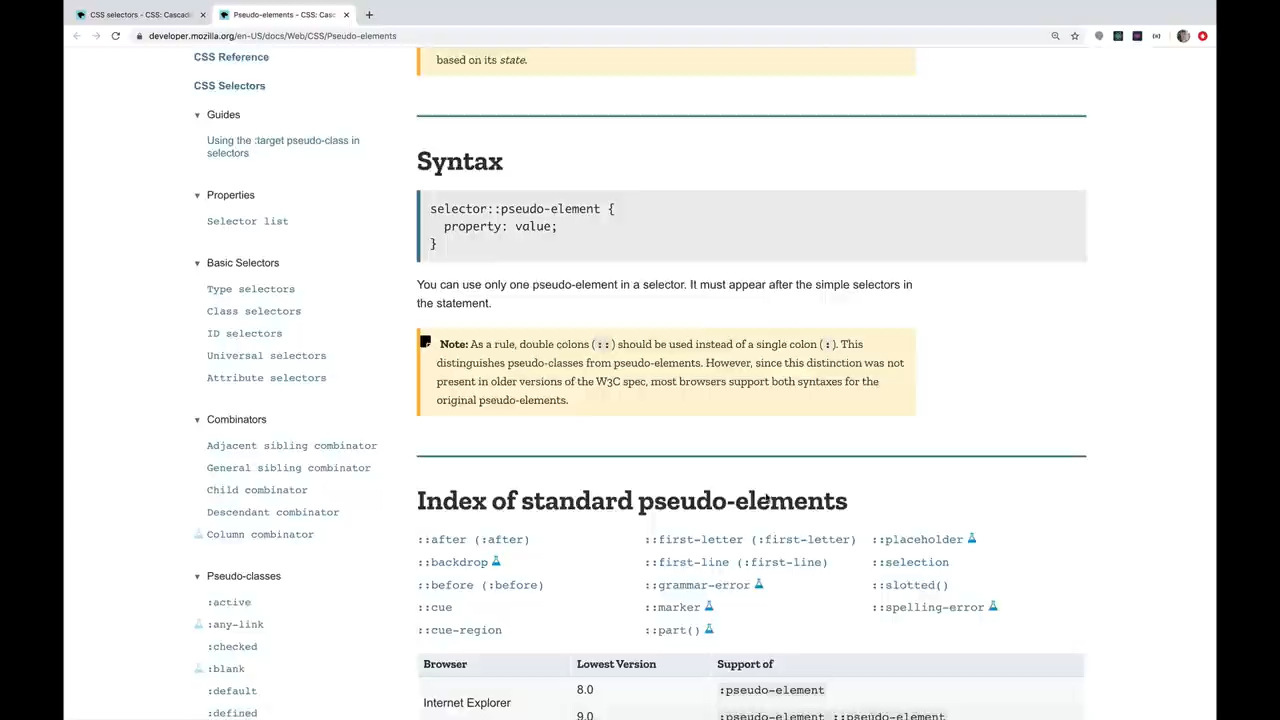 CSS selectors - CSS: Cascadi
Pseudo-elements - CSS: Casc
developer.mozilla.org/en-US/docs/Web/CSS/Pseudo-elements
CSS Reference
CSS Selectors
Guides
Using the :target pseudo-class in
selectors
Properties
Selector list
Basic Selectors
Type selectors
Class selectors
ID selectors
Universal selectors
Attribute selectors
Combinators
Adjacent sibling combinator
General sibling combinator
Child combinator
Descendant combinator
Column combinator
Pseudo-classes
:active
:any-link
:checked
:blank
:default
:defined
based on its state.
Syntax
selector::pseudo-element {
property: value;
}
You can use only one pseudo-element in a selector. It must appear after the simple selectors in
the statement.
Note: As a rule, double colons (::) should be used instead of a single colon (:). This
distinguishes pseudo-classes from pseudo-elements. However, since this distinction was not
present in older versions of the W3C spec, most browsers support both syntaxes for the
original pseudo-elements.
Index of standard pseudo-elements
::after (:after)
::backdrop
::before (:before)
::cue
::cue-region
::first-letter (:first-letter)
::first-line (:first-line)
::grammar-error
::marker
::part()
::placeholder
::selection
::slotted()
::spelling-error
Browser Lowest Version Support of
Internet Explorer 8.0 :pseudo-element
9.0 :pseudo-element ::pseudo-element